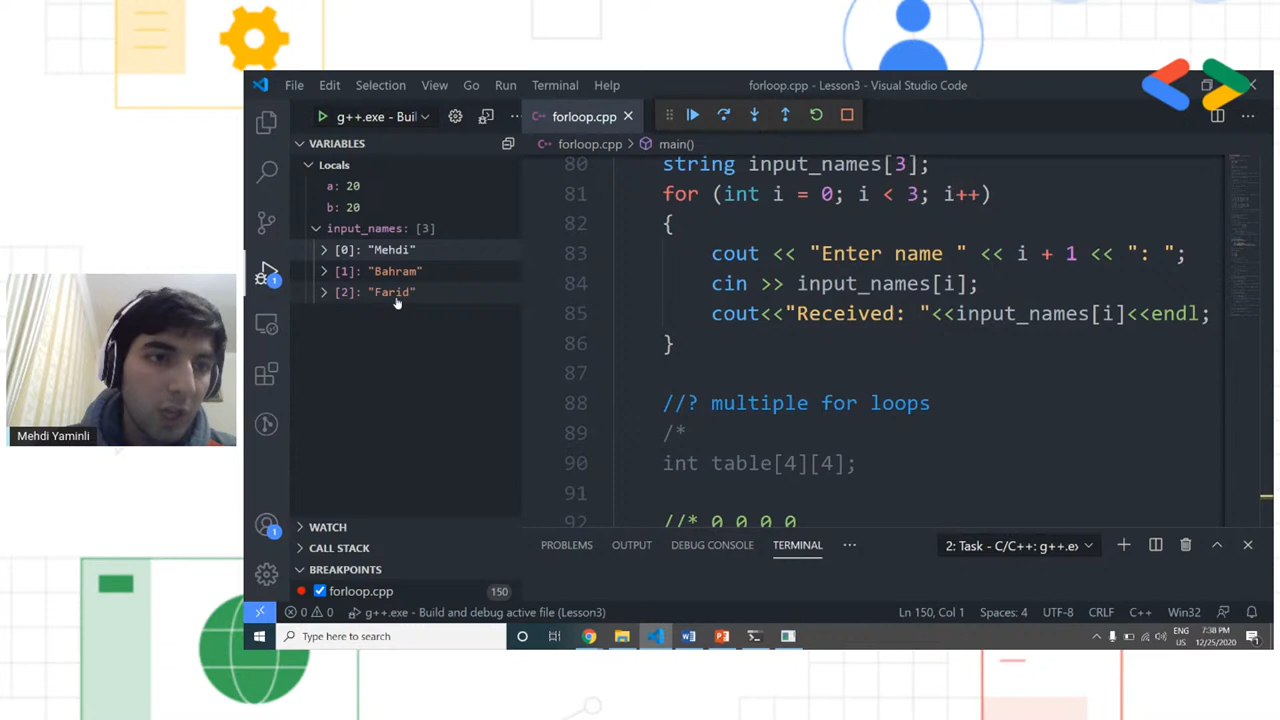 File Edit Selection View Go Run Terminal Help forloop.cpp - Lesson3 - Visual Studio Code
g++.exe - Buil
forloop.cpp
VARIABLES
Locals
a: 20
b: 20
input_names: [3]
[0]: "Mehdi"
[1]: "Bahram"
[2]: "Farid"
WATCH
CALL STACK
BREAKPOINTS
forloop.cpp 150
forloop.cpp main()
80 string input_names[3];
81 for (int i = 0; i < 3; i++)
82 {
83 cout << "Enter name " << i + 1 << ": ";
84 cin >> input_names[i];
85 cout<<"Received: "<<input_names[i]<<endl;
86 }
87
88 //? multiple for loops
89 /*
90 int table[4][4];
91
92 //* 0 0 0 0
PROBLEMS OUTPUT DEBUG CONSOLE TERMINAL 2: Task - C/C++: g++.ex
0 0 g++.exe - Build and debug active file (Lesson3) Ln 150, Col 1 Spaces: 4 UTF-8 CRLF C++ Win32
Type here to search
ENG
US
7:38 PM
12/25/2020
1
1
1
Mehdi Yaminli